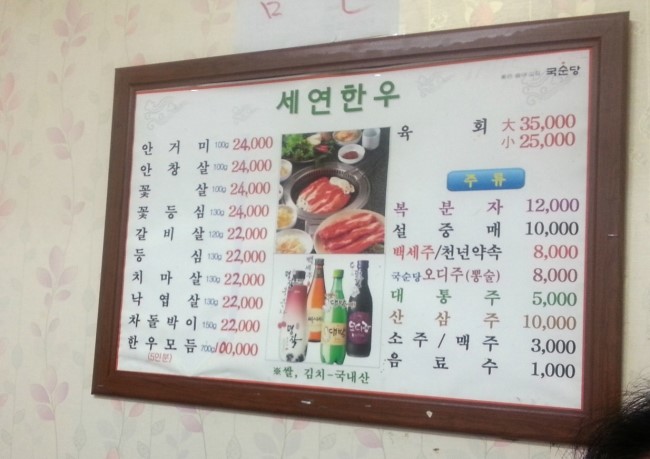 국순당
세연한우
안거미 100g 24,000
안창살 100g 24,000
꽃살 100g 24,000
꽃등심 130g 24,000
갈비살 120g 22,000
등심 130g 22,000
치마살 130g 22,000
낙엽살 130g 22,000
차돌박이 150g 22,000
한우모듬 700g 100,000
(5인분)
※쌀, 김치-국내산
육회 大 35,000
小 25,000
주류
복분자 12,000
설중매 10,000
백세주/천년약속 8,000
국순당오디주(뽕술) 8,000
대통주 5,000
산삼주 10,000
소주/맥주 3,000
음료수 1,000